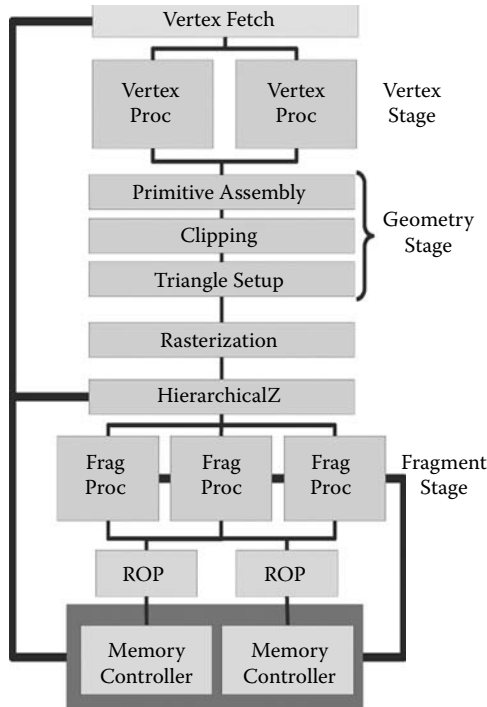 Vertex Fetch
Vertex
Proc
Vertex
Proc
Vertex
Stage
Primitive Assembly
Clipping
Triangle Setup
Geometry
Stage
Rasterization
HierarchicalZ
Frag
Proc
Frag
Proc
Frag
Proc
Fragment
Stage
ROP
ROP
Memory
Controller
Memory
Controller